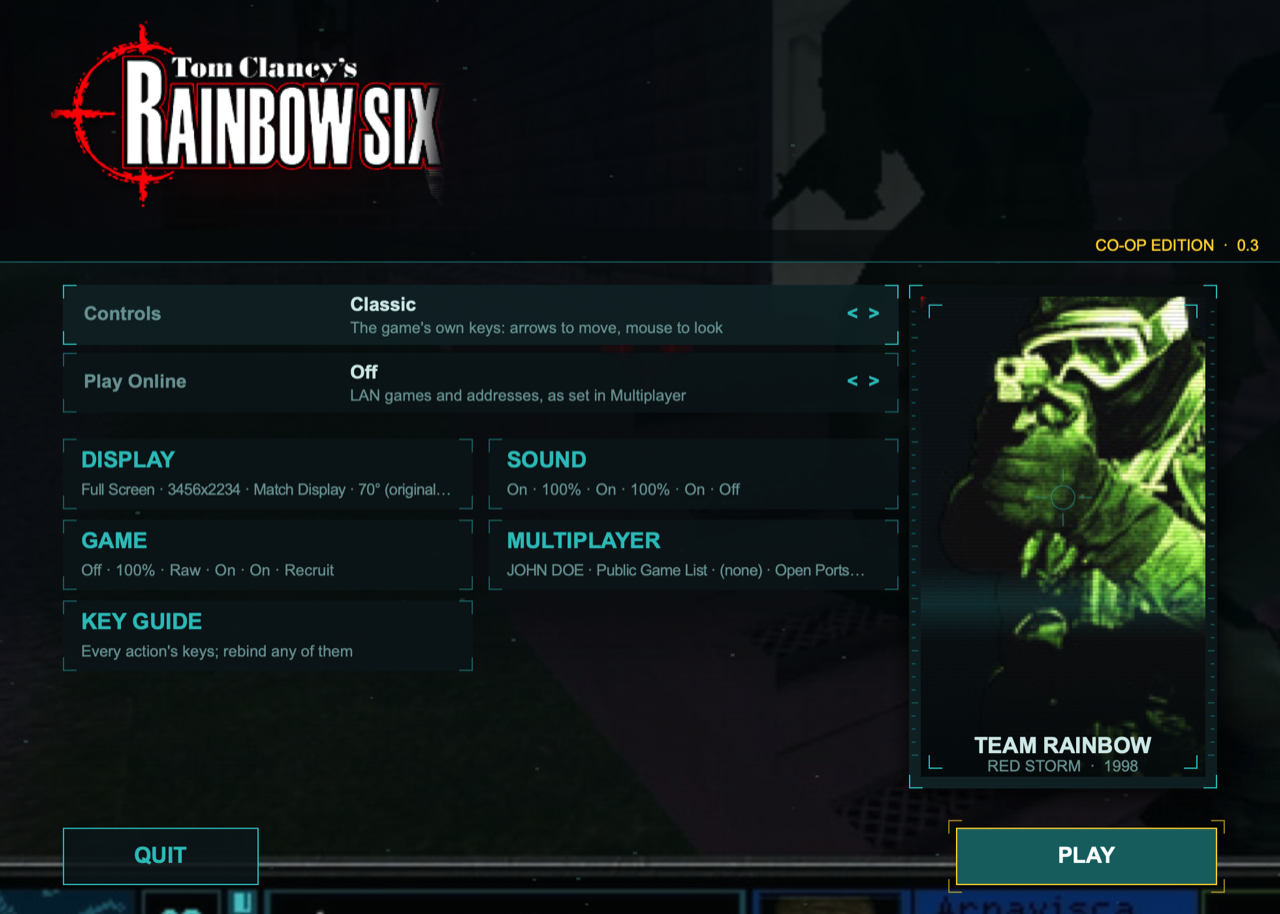 Tom Clancy's
RAINBOW SIX
CO-OP EDITION · 0.3
Controls
Classic
The game's own keys: arrows to move, mouse to look
< >
Play Online
Off
LAN games and addresses, as set in Multiplayer
< >
DISPLAY
Full Screen · 3456x2234 · Match Display · 70° (original…
SOUND
On · 100% · On · 100% · On · Off
GAME
Off · 100% · Raw · On · On · Recruit
MULTIPLAYER
JOHN DOE · Public Game List · (none) · Open Ports…
KEY GUIDE
Every action's keys; rebind any of them
TEAM RAINBOW
RED STORM · 1998
QUIT
PLAY